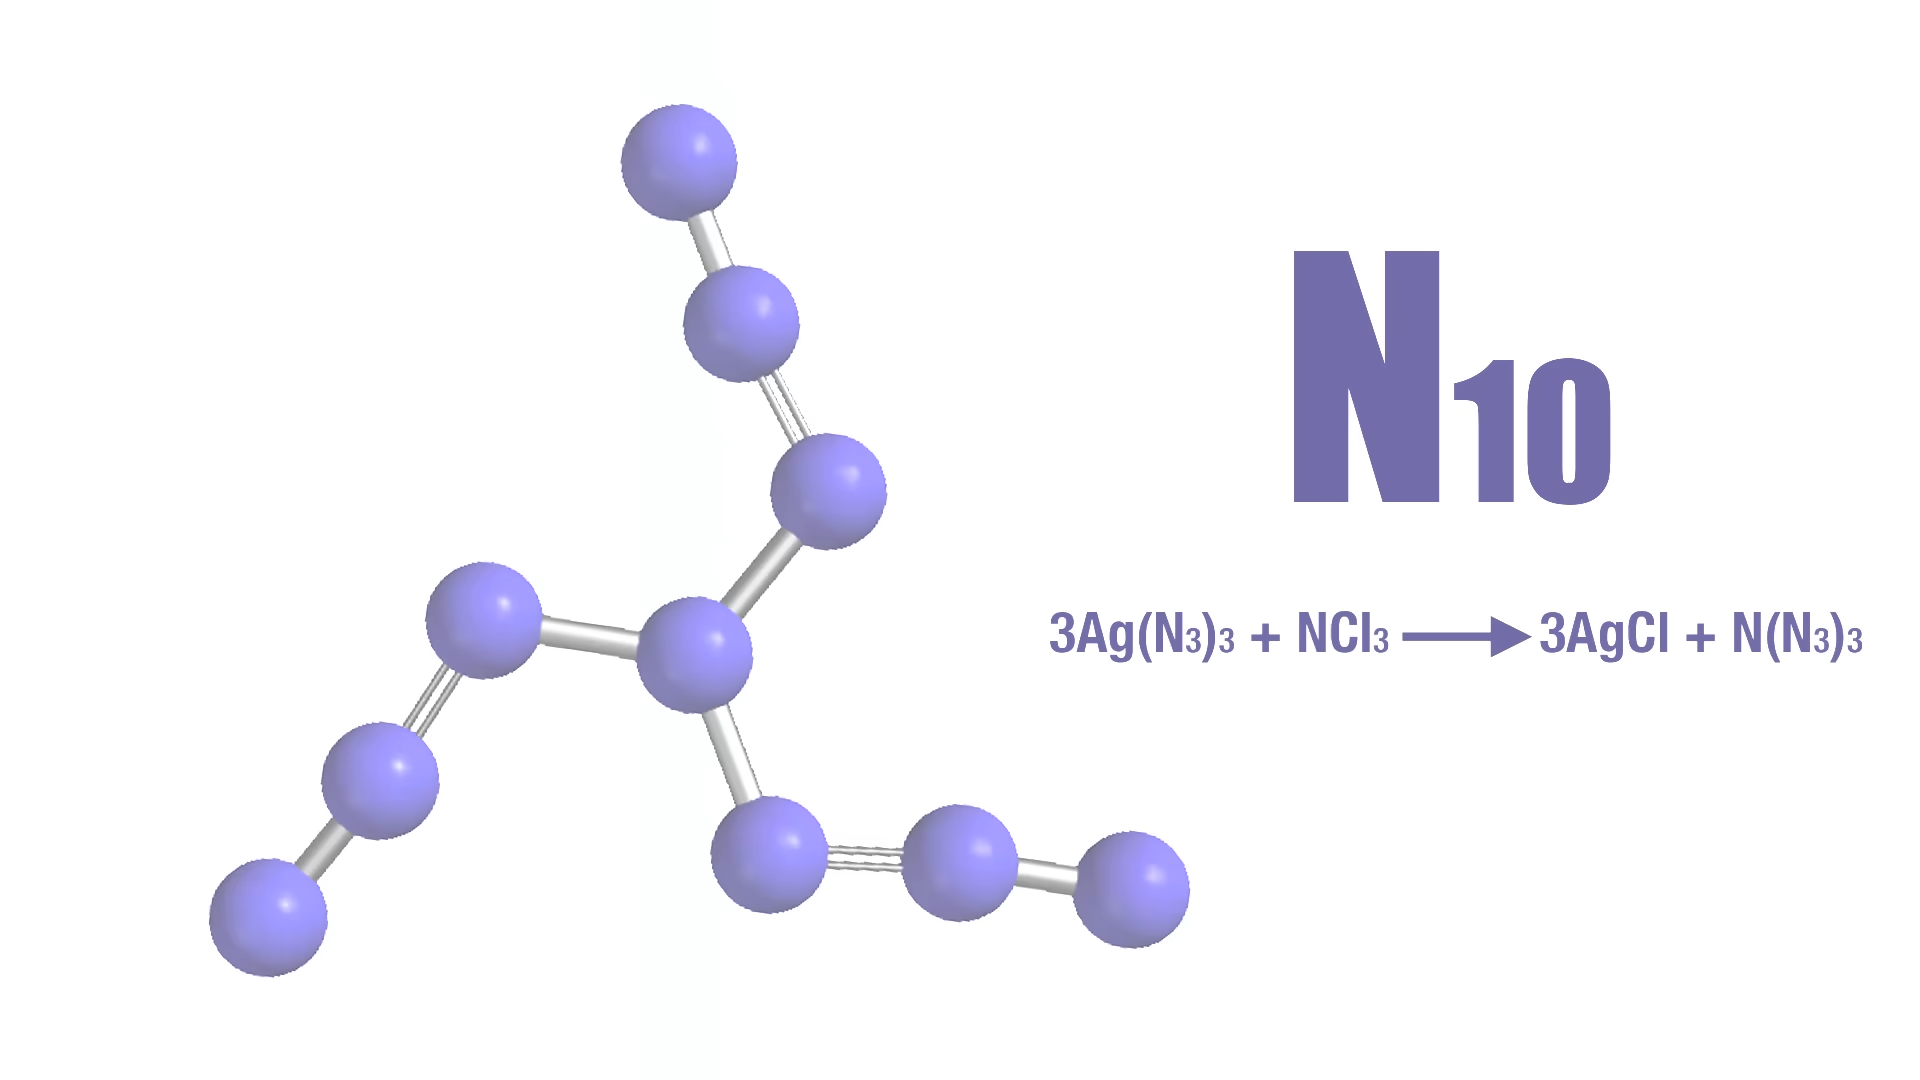 N₁₀
3Ag(N₃)₃ + NCl₃ ⟶ 3AgCl + N(N₃)₃